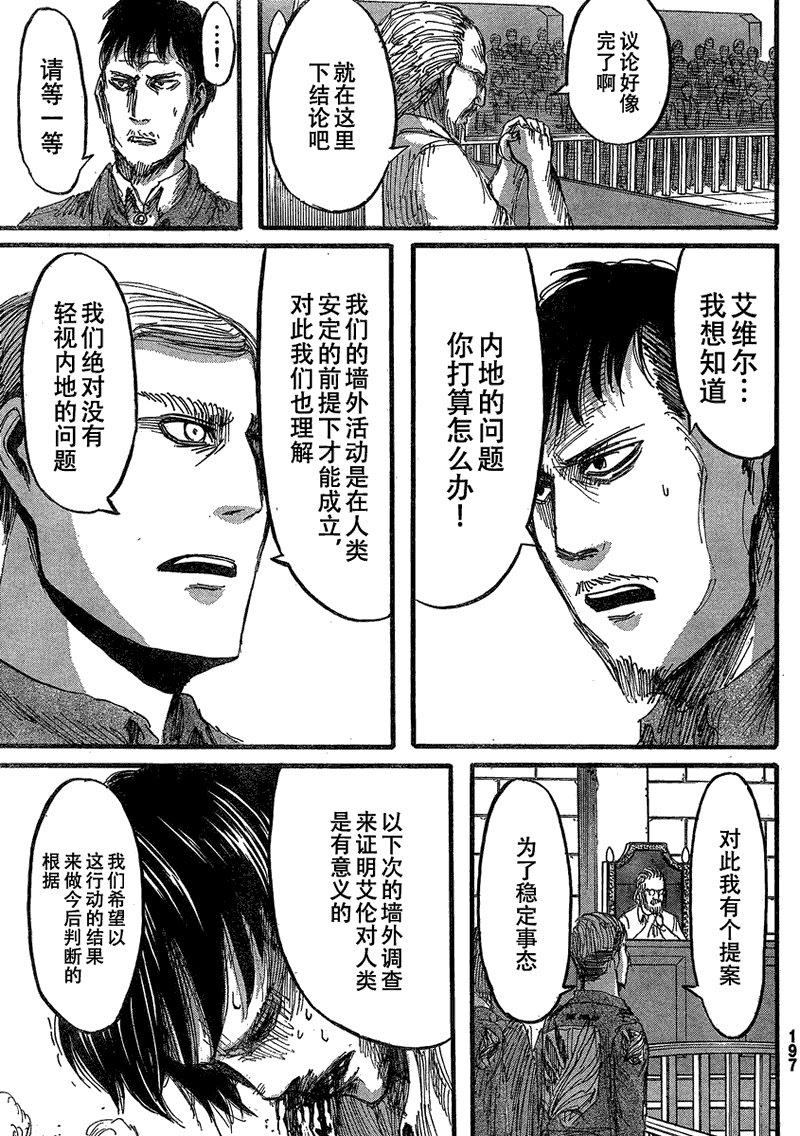 议论好像
完了啊
就在这里
下结论吧
…！
请等一等
艾维尔…
我想知道
内地的问题
你打算怎么办！
我们的墙外活动是在人类
安定的前提下才能成立，
对此我们也理解
我们绝对没有
轻视内地的问题
对此我有个提案
为了稳定事态
以下次的墙外调查
来证明艾伦对人类
是有意义的
我们希望以
这行动的结果
来做今后判断的
根据
197